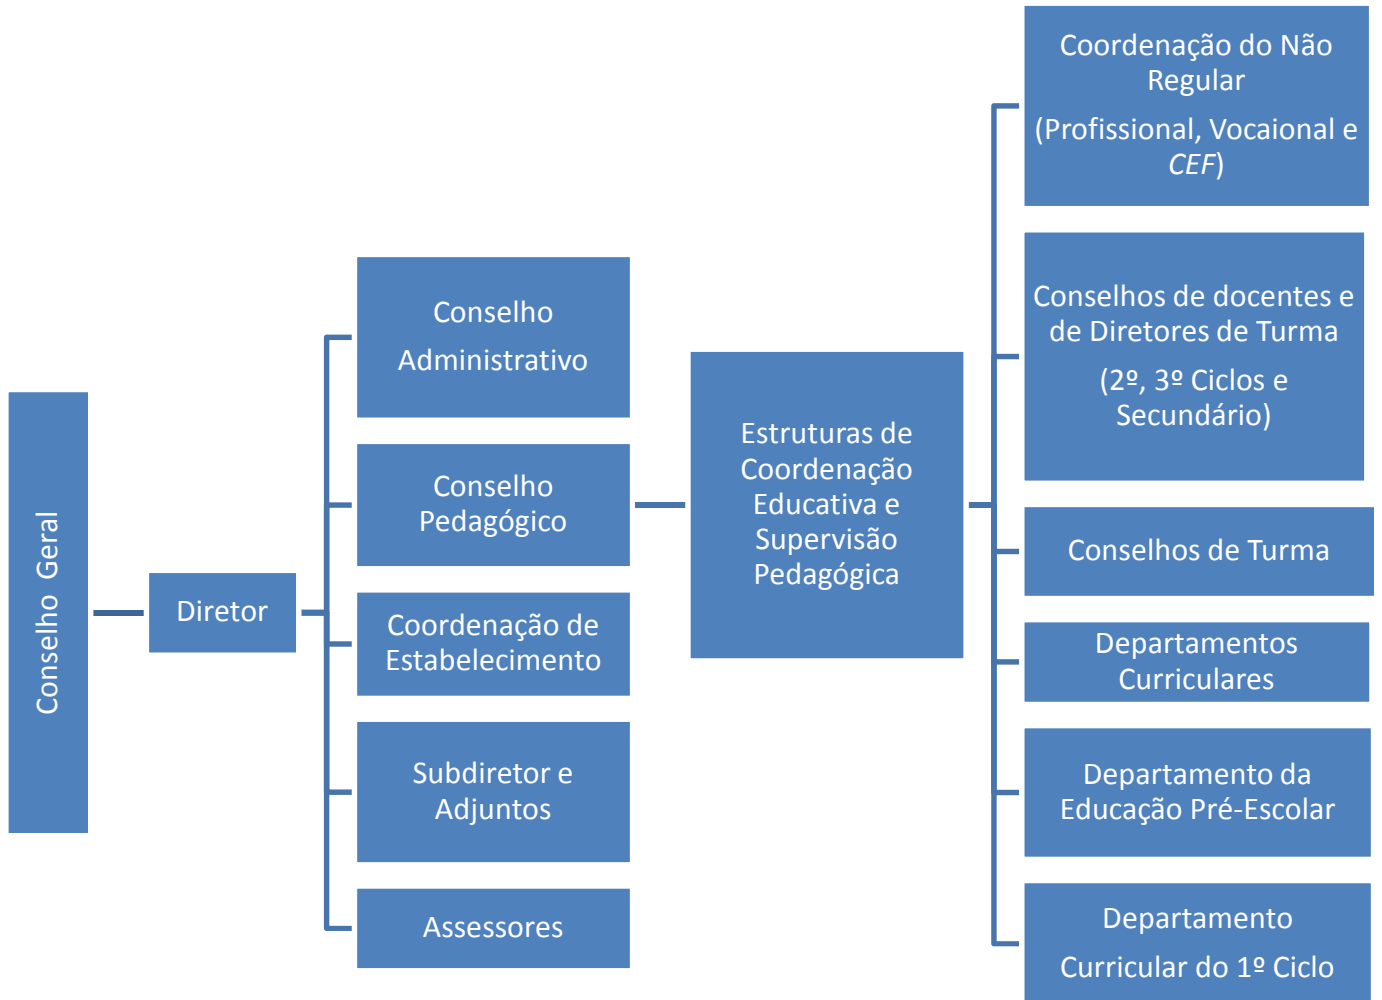 Conselho Geral
Diretor
Conselho
Administrativo
Conselho
Pedagógico
Coordenação de
Estabelecimento
Subdiretor e
Adjuntos
Assessores
Estruturas de
Coordenação
Educativa e
Supervisão
Pedagógica
Coordenação do Não
Regular
(Profissional, Vocaional e
CEF)
Conselhos de docentes e
de Diretores de Turma
(2º, 3º Ciclos e
Secundário)
Conselhos de Turma
Departamentos
Curriculares
Departamento da
Educação Pré-Escolar
Departamento
Curricular do 1º Ciclo